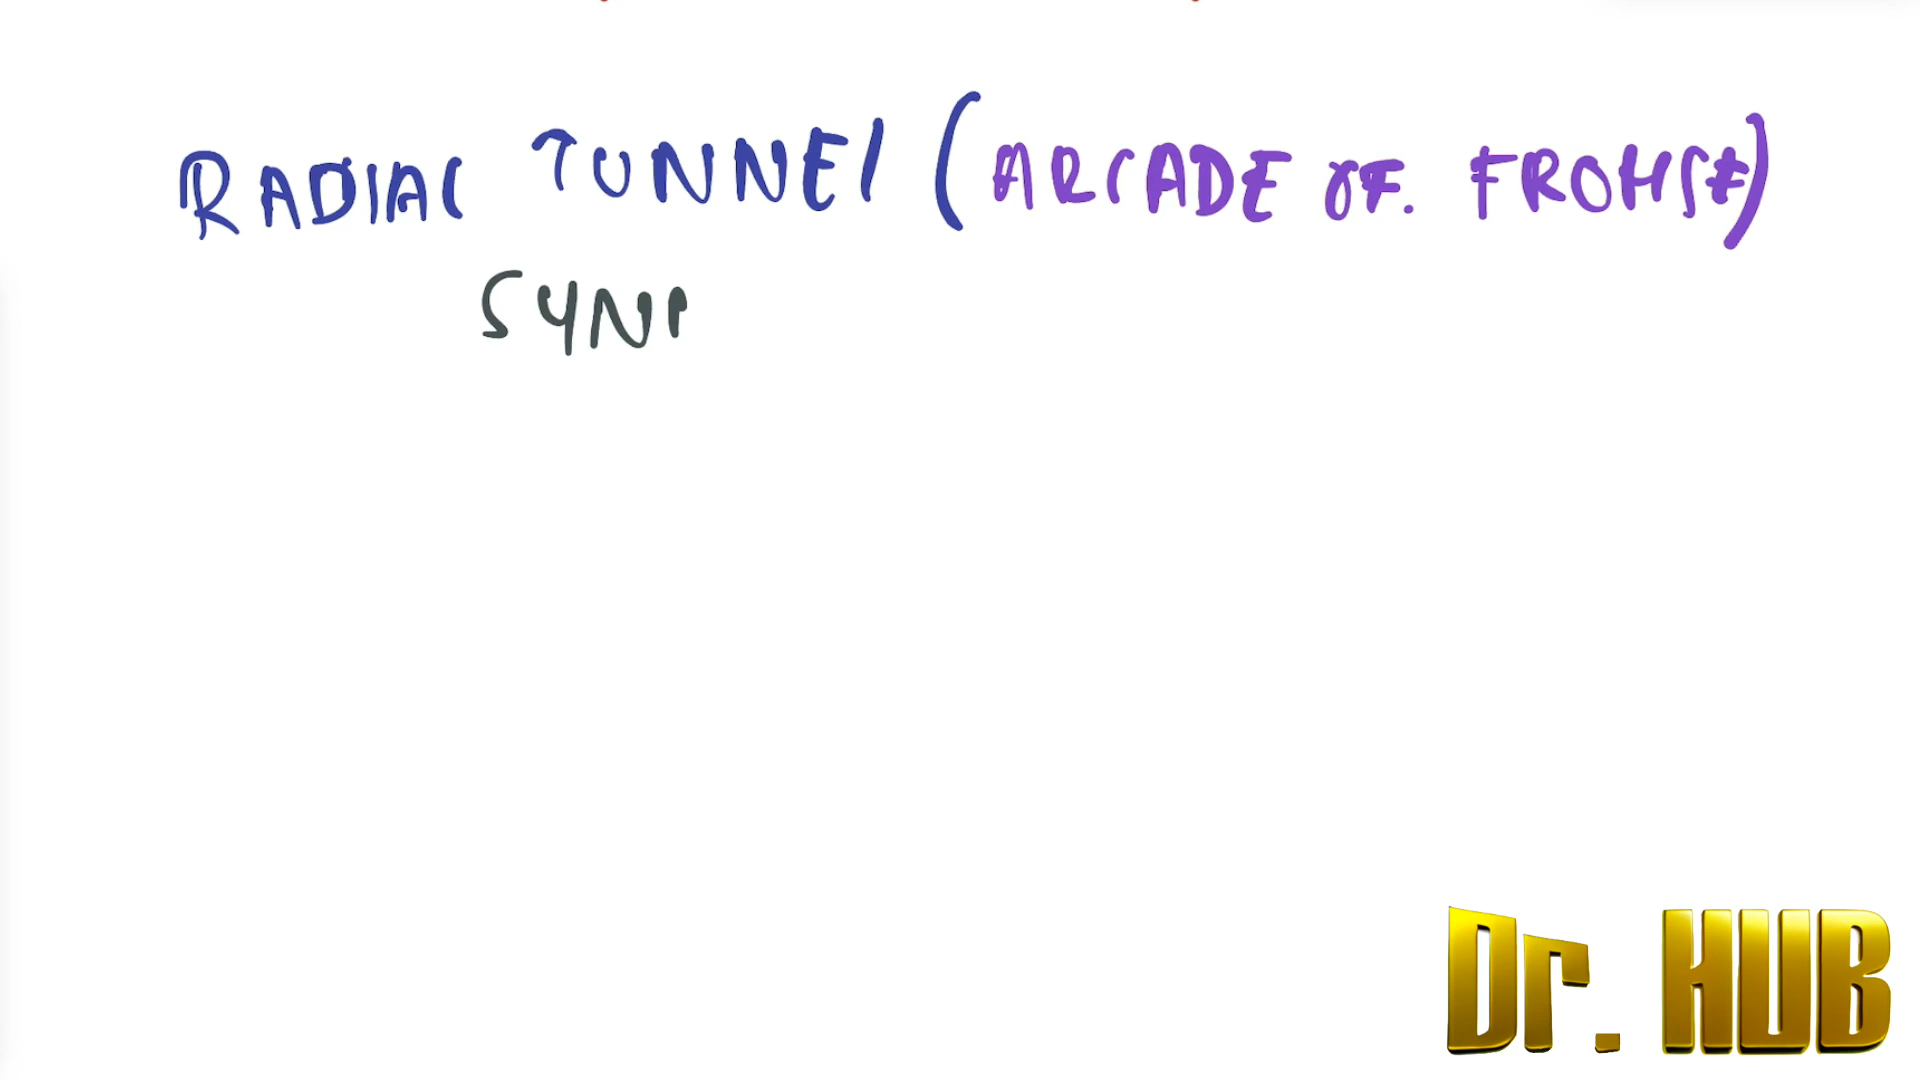 RADIAL TUNNEL (ARCADE OF. FROHSE)
SYN
Dr. HUB